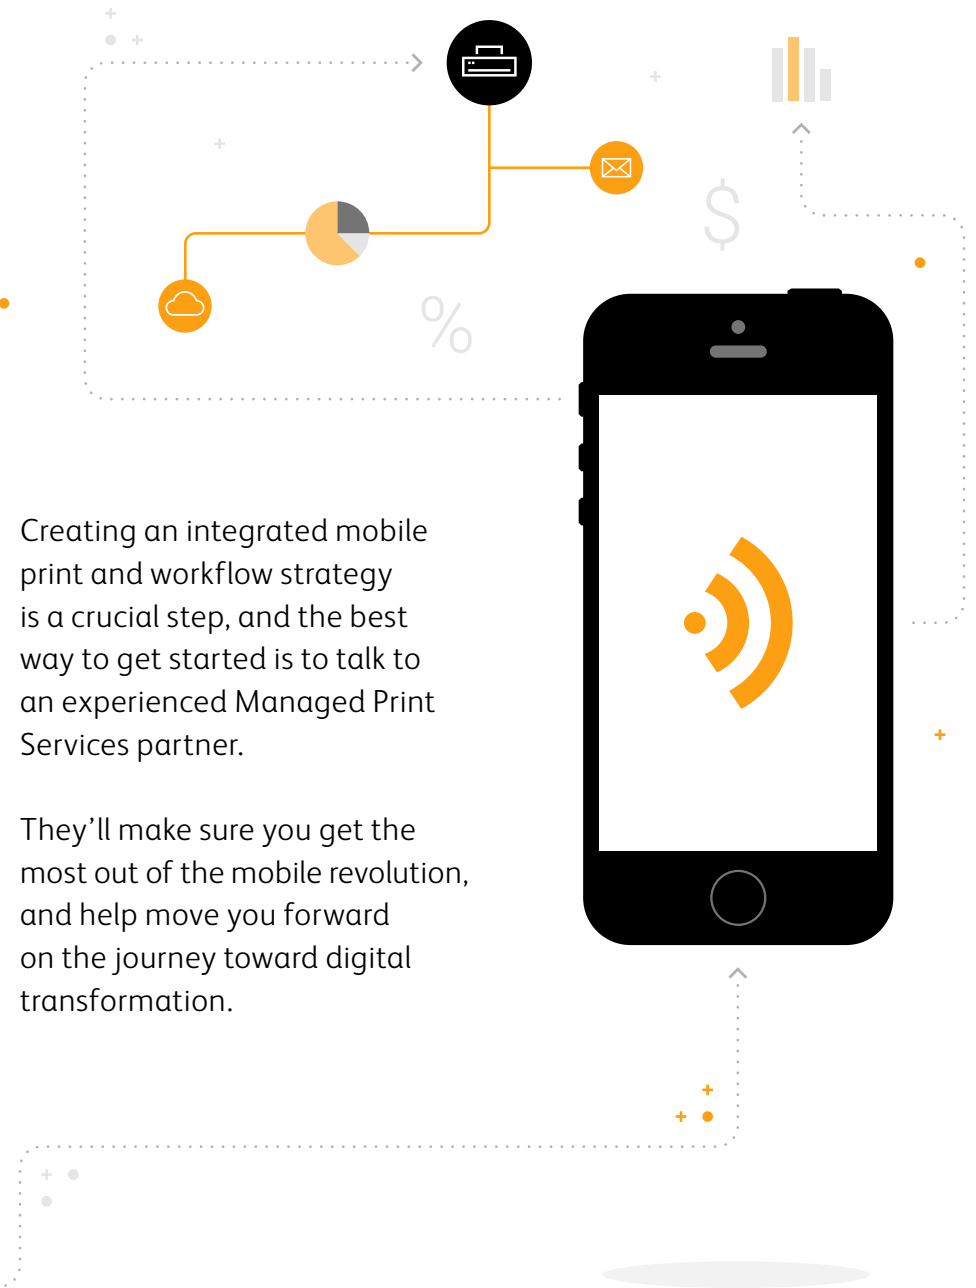 %
$
Creating an integrated mobile
print and workflow strategy
is a crucial step, and the best
way to get started is to talk to
an experienced Managed Print
Services partner.
They’ll make sure you get the
most out of the mobile revolution,
and help move you forward
on the journey toward digital
transformation.